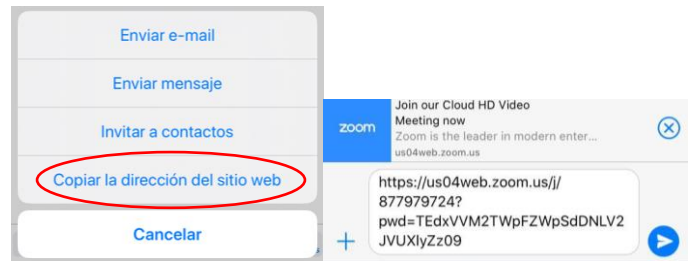 Enviar e-mail
Enviar mensaje
Invitar a contactos
Copiar la dirección del sitio web
Cancelar
zoom
Join our Cloud HD Video
Meeting now
Zoom is the leader in modern enter...
us04web.zoom.us
https://us04web.zoom.us/j/
877979724?
pwd=TEdxVVM2TWpFZWpSdDNLV2
JVUXlyZz09